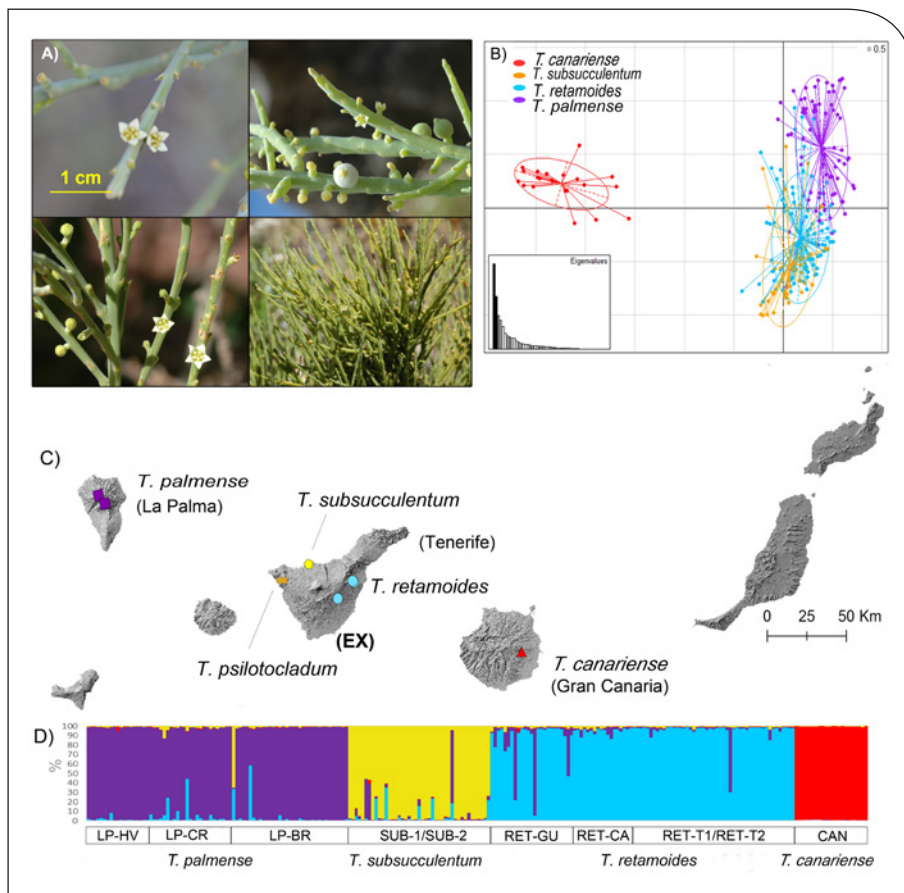 A)
1 cm
B)
= 0.5
T. canariense
T. subsucculentum
T. retamoides
T. palmense
Eigenvalues
C)
T. palmense
(La Palma)
T. subsucculentum
(Tenerife)
T. retamoides
(EX)
T. psilotocladum
T. canariense
(Gran Canaria)
0 25 50 Km
D)
%
100
90
80
70
60
50
40
30
20
10
0
LP-HV LP-CR LP-BR SUB-1/SUB-2 RET-GU RET-CA RET-T1/RET-T2 CAN
T. palmense T. subsucculentum T. retamoides T. canariense